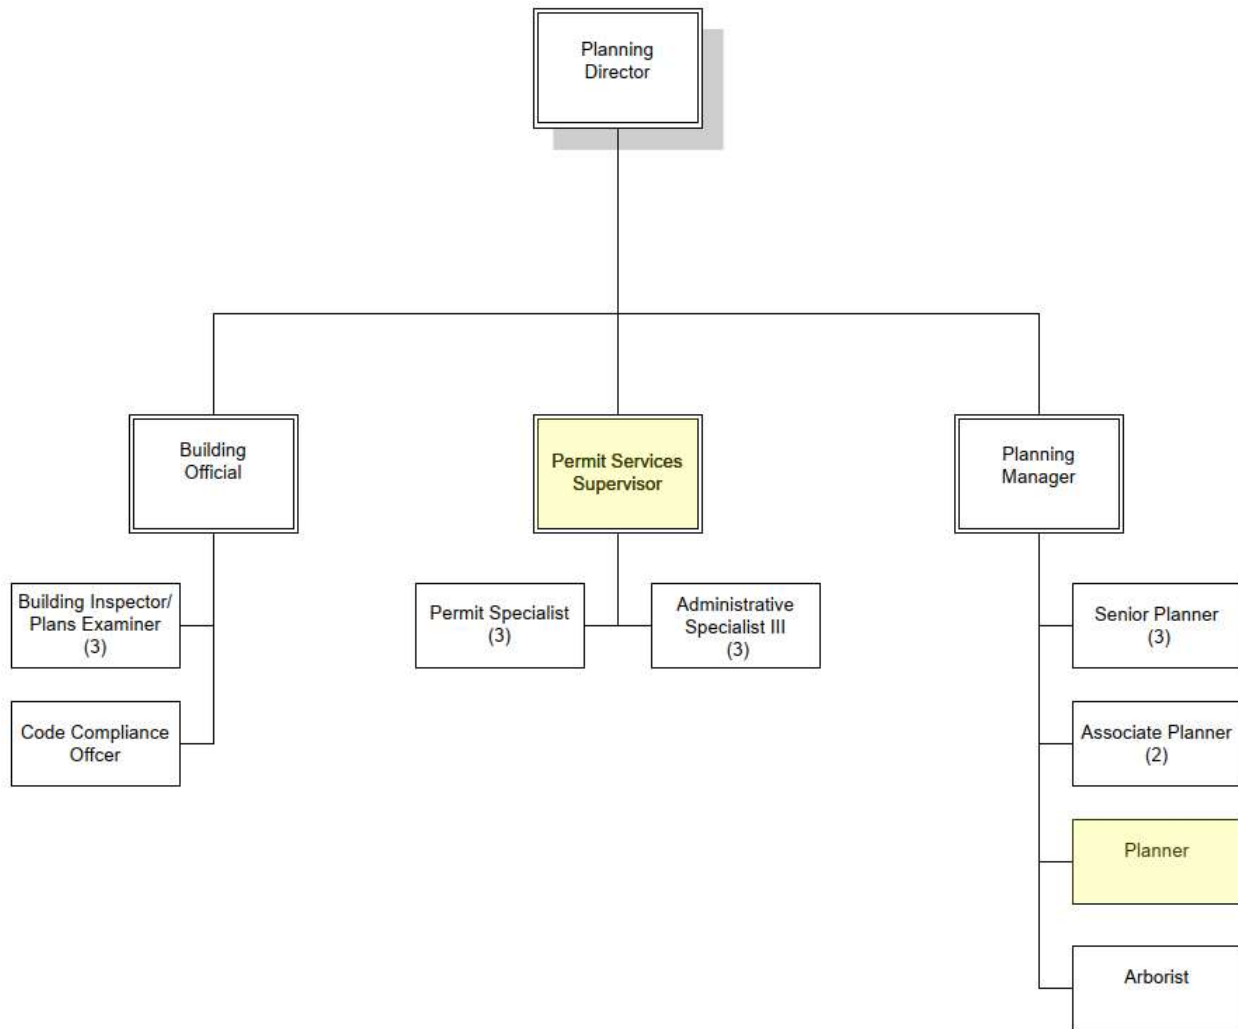 Planning
Director
Building
Official
Permit Services
Supervisor
Planning
Manager
Building Inspector/
Plans Examiner
(3)
Permit Specialist
(3)
Administrative
Specialist III
(3)
Senior Planner
(3)
Code Compliance
Offcer
Associate Planner
(2)
Planner
Arborist